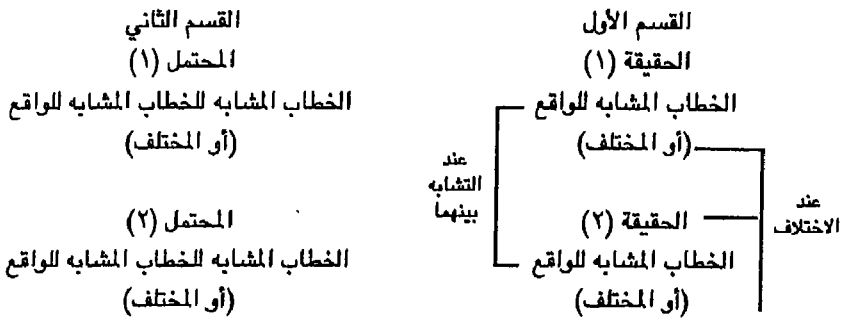 القسم الأول
الحقيقة (١)
الخطاب المشابه للواقع
(أو المختلف)
الحقيقة (٢)
الخطاب المشابه للواقع
(أو المختلف)
عند
الاختلاف
عند
التشابه
بينهما
القسم الثاني
المحتمل (١)
الخطاب المشابه للخطاب المشابه للواقع
(أو المختلف)
المحتمل (٢)
الخطاب المشابه للخطاب المشابه للواقع
(أو المختلف)